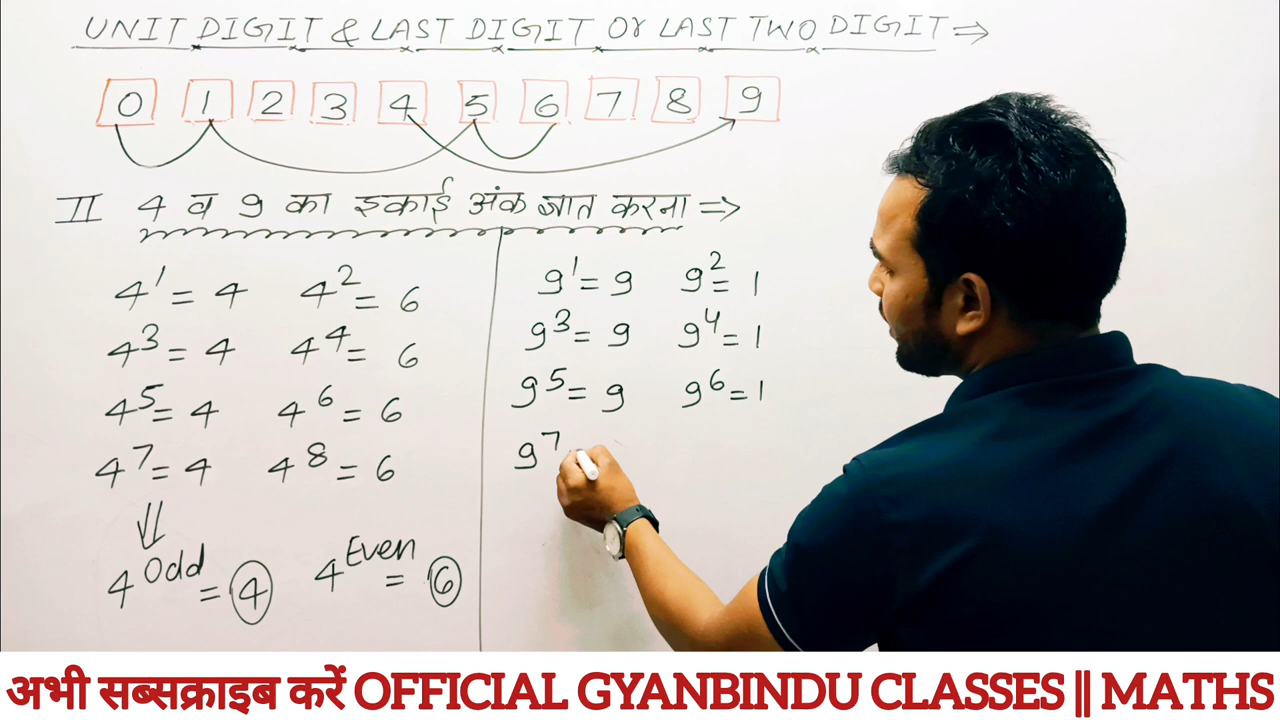 UNIT DIGIT & LAST DIGIT Or LAST TWO DIGIT ⇒
0 1 2 3 4 5 6 7 8 9
II 4 व 9 का इकाई अंक ज्ञात करना ⇒
4¹ = 4 4² = 6 9¹ = 9 9² = 1
4³ = 4 4⁴ = 6 9³ = 9 9⁴ = 1
4⁵ = 4 4⁶ = 6 9⁵ = 9 9⁶ = 1
4⁷ = 4 4⁸ = 6 9⁷
4^Odd = 4 4^Even = 6
अभी सब्सक्राइब करें OFFICIAL GYANBINDU CLASSES || MATHS